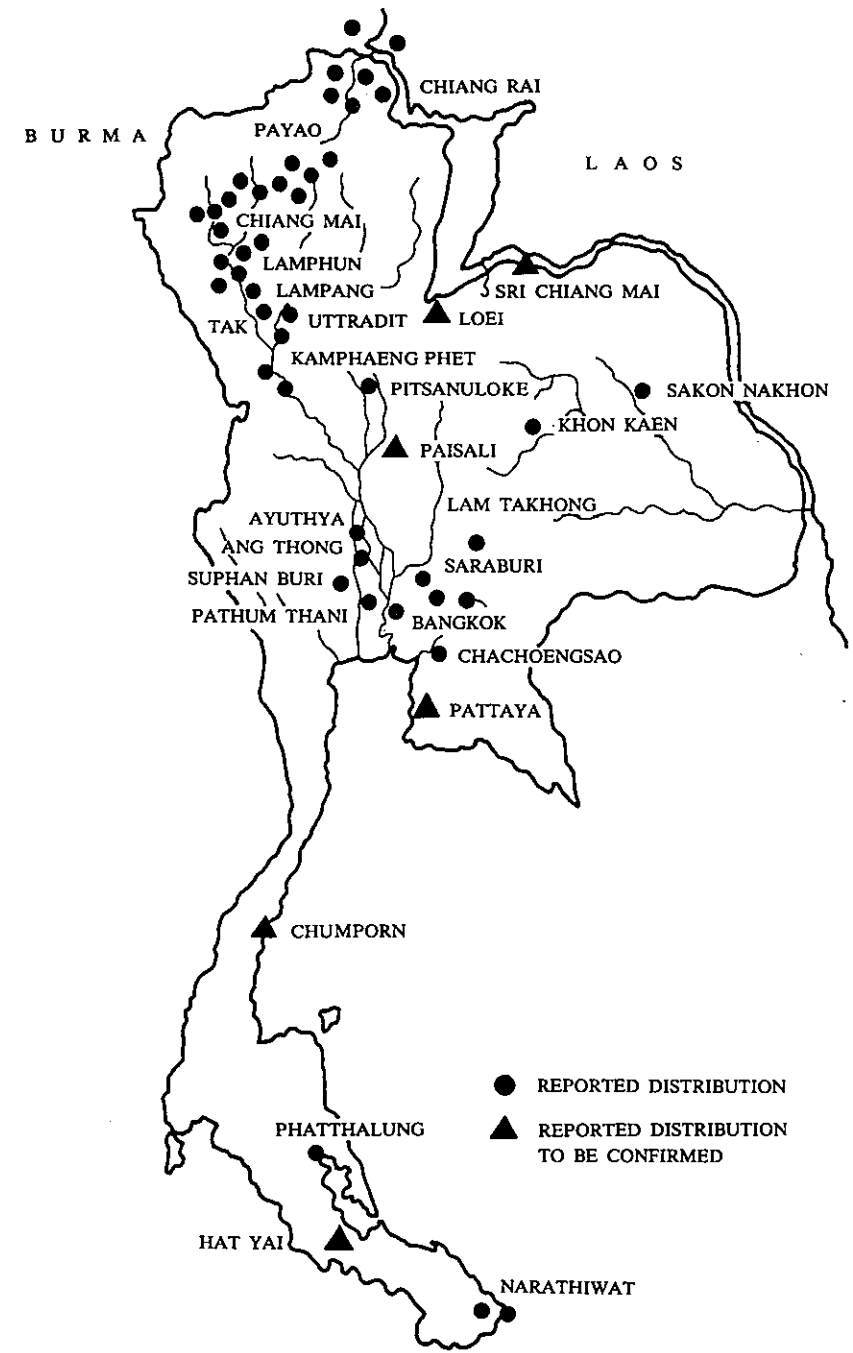 CHIANG RAI
BURMA
PAYAO
LAOS
CHIANG MAI
LAMPHUN
LAMPANG
SRI CHIANG MAI
TAK
UTTRADIT
LOEI
KAMPHAENG PHET
PITSANULOKE
SAKON NAKHON
KHON KAEN
PAISALI
LAM TAKHONG
AYUTHYA
ANG THONG
SARABURI
SUPHAN BURI
PATHUM THANI
BANGKOK
CHACHOENGSAO
PATTAYA
CHUMPORN
REPORTED DISTRIBUTION
REPORTED DISTRIBUTION
TO BE CONFIRMED
PHATTHALUNG
HAT YAI
NARATHIWAT